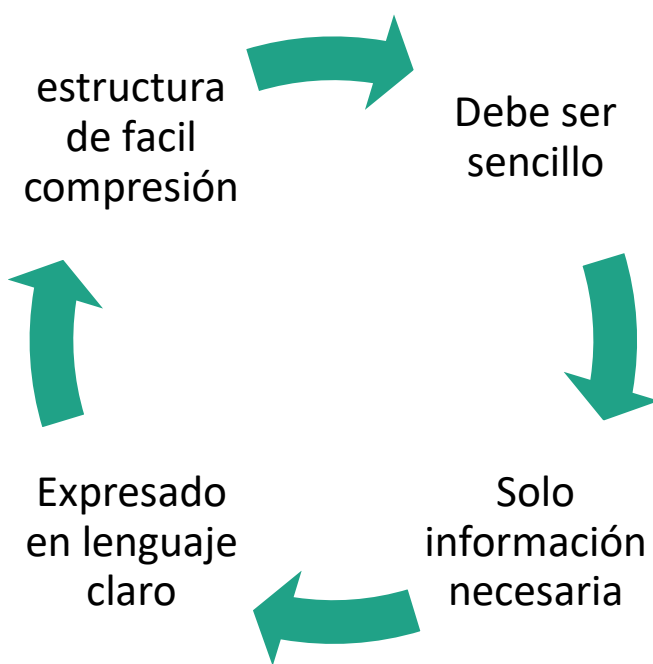 estructura
de facil
compresión
Debe ser
sencillo
Solo
información
necesaria
Expresado
en lenguaje
claro